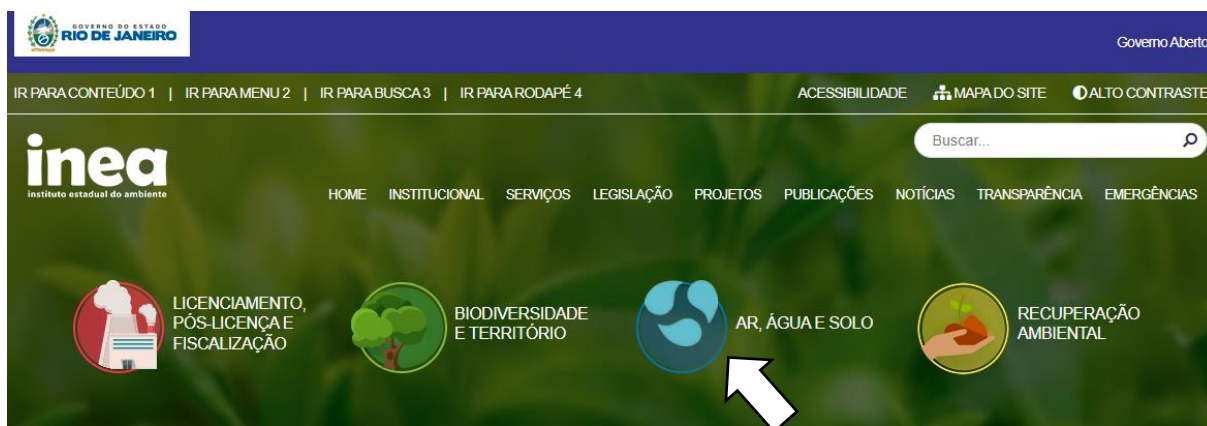 GOVERNO DO ESTADO
RIO DE JANEIRO
Governo Aberto
IR PARA CONTEÚDO 1 | IR PARA MENU 2 | IR PARA BUSCA 3 | IR PARA RODAPÉ 4
ACESSIBILIDADE MAPA DO SITE ALTO CONTRASTE
Buscar...
inea
instituto estadual do ambiente
HOME INSTITUCIONAL SERVIÇOS LEGISLAÇÃO PROJETOS PUBLICAÇÕES NOTÍCIAS TRANSPARÊNCIA EMERGÊNCIAS
LICENCIAMENTO,
PÓS-LICENÇA E
FISCALIZAÇÃO
BIODIVERSIDADE
E TERRITÓRIO
AR, ÁGUA E SOLO
RECUPERAÇÃO
AMBIENTAL